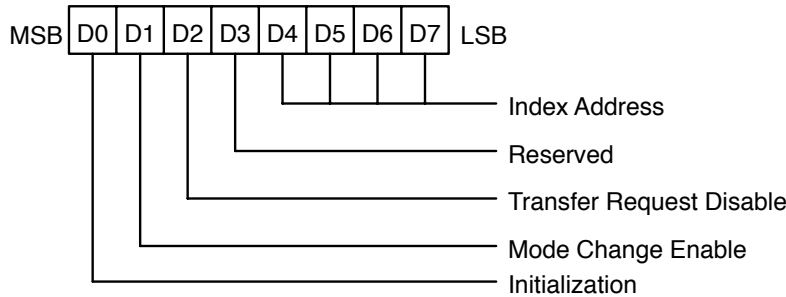 MSB D0 D1 D2 D3 D4 D5 D6 D7 LSB
Index Address
Reserved
Transfer Request Disable
Mode Change Enable
Initialization